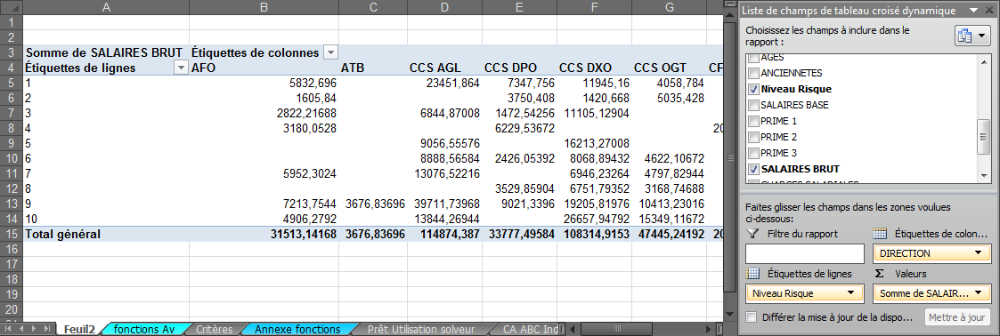 A B C D E F G
1
2
3 Somme de SALAIRES BRUT Étiquettes de colonnes
4 Étiquettes de lignes AFO ATB CCS AGL CCS DPO CCS DXO CCS OGT CF
5 1 5832,696 23451,864 7347,756 11945,16 4058,784
6 2 1605,84 3750,408 1420,668 5035,428
7 3 2822,21688 6844,87008 1472,54256 11105,12904
8 4 3180,0528 6229,53672 20
9 5 9056,55576 16213,27008
10 6 8888,56584 2426,05392 8068,89432 4622,10672
11 7 5952,3024 13076,52216 6946,23264 4797,82944
12 8 3529,85904 6751,79352 3168,74688
13 9 7213,7544 3676,83696 39711,73968 9021,3396 19205,81976 10413,23016
14 10 4906,2792 13844,26944 26657,94792 15349,11672
15 Total général 31513,14168 3676,83696 114874,387 33777,49584 108314,9153 47445,24192 20
16
17
18
19
20
Feuil2 fonctions Av Critères Annexe fonctions Prêt Utilisation solveur CA ABC Ind
Liste de champs de tableau croisé dynamique
Choisissez les champs à inclure dans le
rapport :
AGES
ANCIENNETES
Niveau Risque
SALAIRES BASE
PRIME 1
PRIME 2
PRIME 3
SALAIRES BRUT
CHARGES SALARIALES
Faites glisser les champs dans les zones voulues
ci-dessous:
Filtre du rapport Étiquettes de colon...
DIRECTION
Étiquettes de lignes Σ Valeurs
Niveau Risque Somme de SALAIR...
Différer la mise à jour de la dispo... Mettre à jour